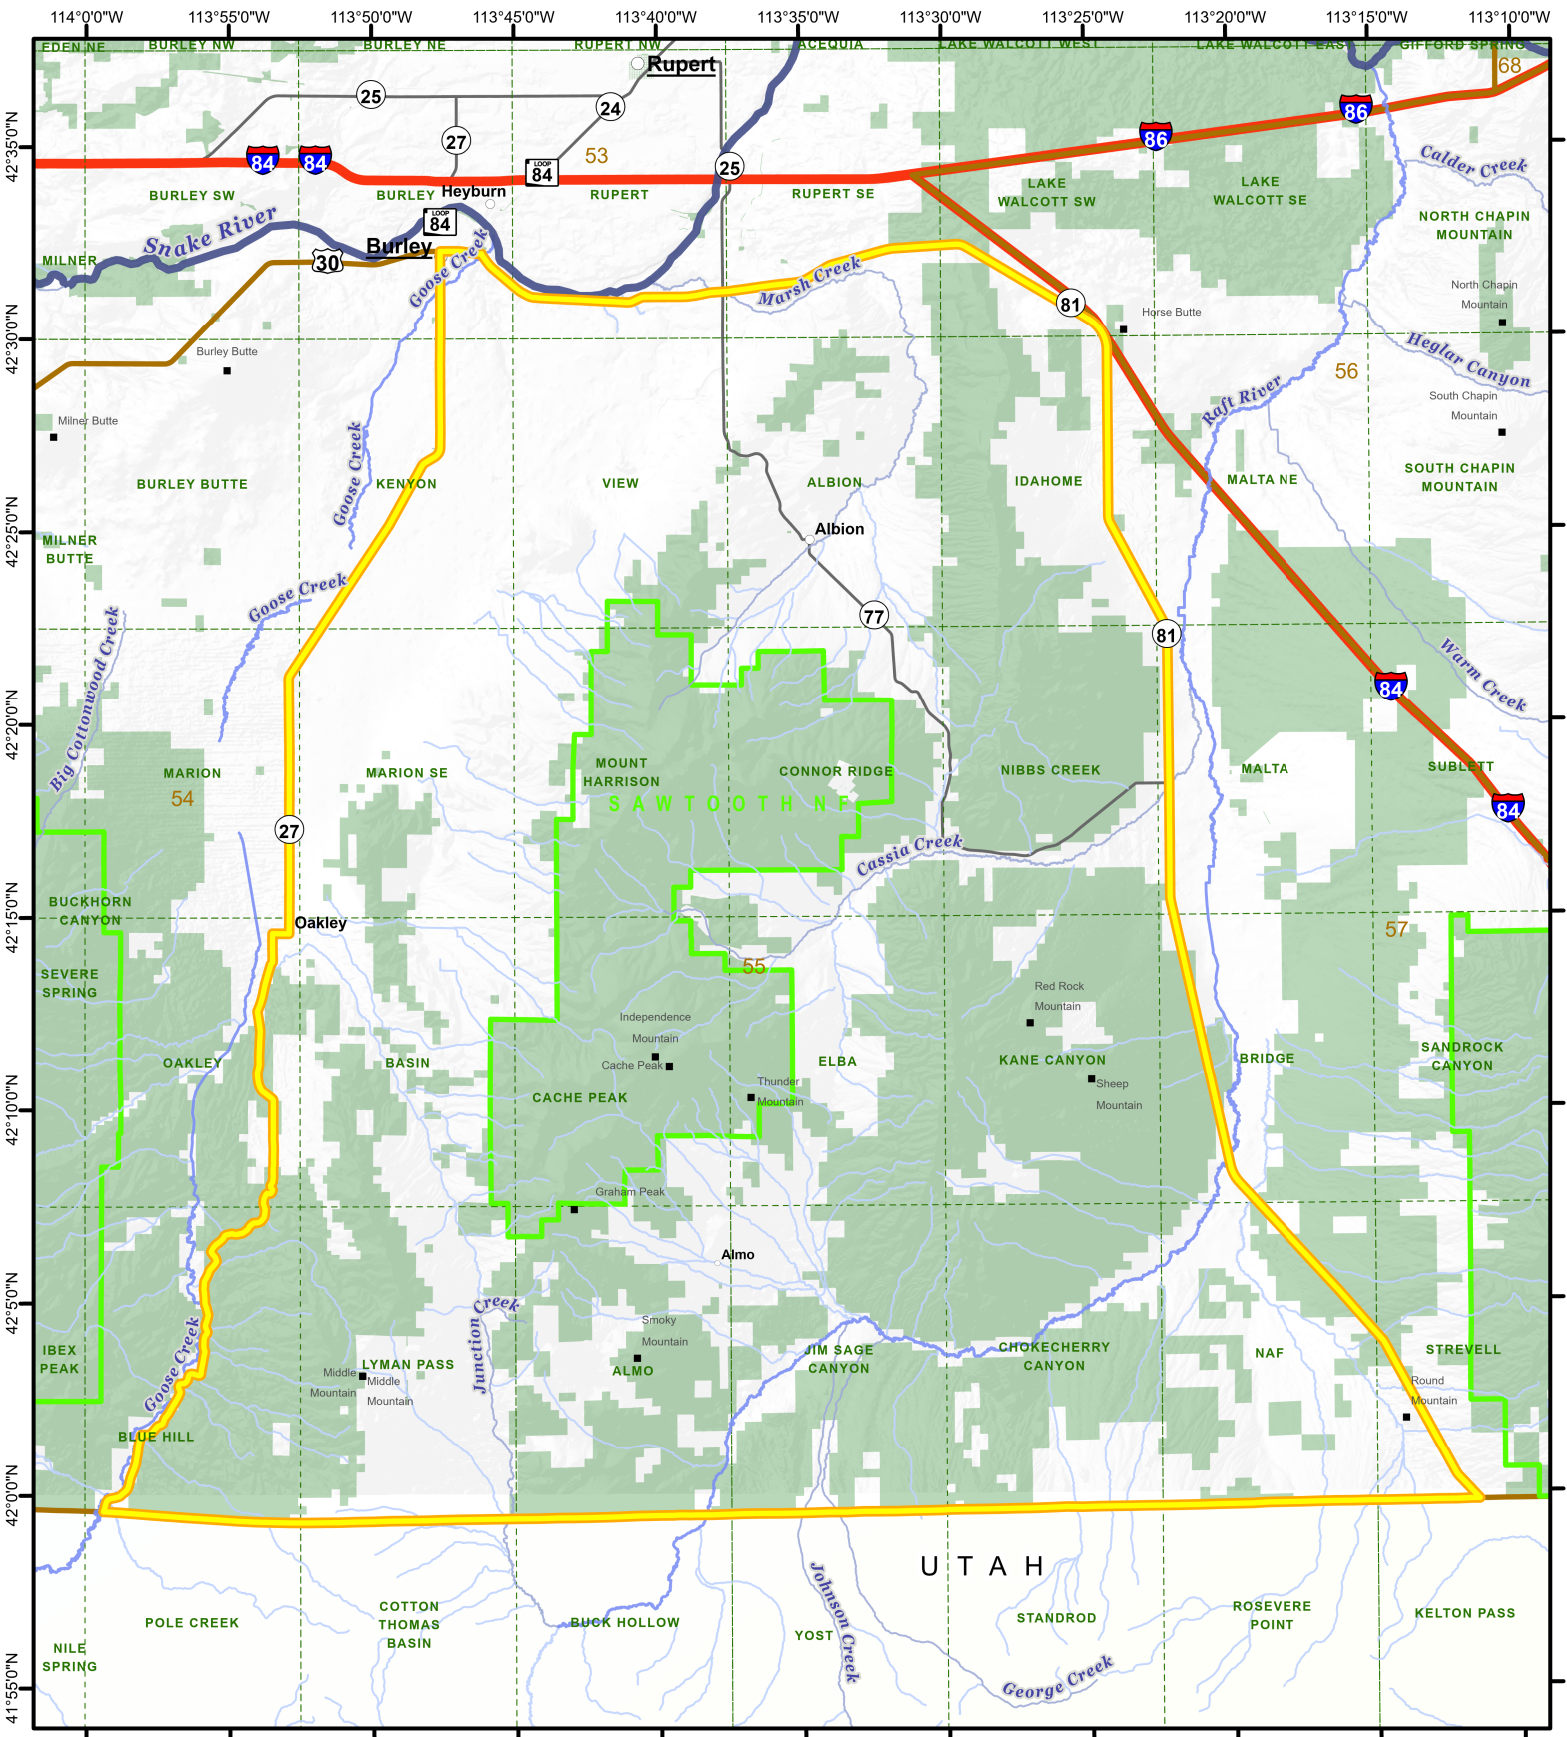 113°60'0"W 113°55'0"W 113°50'0"W 113°45'0"W 113°40'0"W 113°35'0"W 113°30'0"W 113°25'0"W 113°20'0"W 113°15'0"W 113°10'0"W
EDEN NE
BURLEY NW
BURLEY NE
RUPERT NW
ACEQUIA
LAKE WALCOTT WEST
LAKE WALCOTT EAST
GIFFORD SPRING
Rupert
68
25
24
86
86
27
53
42°35'0"N
84
84
LOOP
84
25
Calder Creek
BURLEY SW
BURLEY
Heyburn
RUPERT
RUPERT SE
LAKE
WALCOTT SW
LAKE
WALCOTT SE
NORTH CHAPIN
MOUNTAIN
Snake River
LOOP
84
Burley
MILNER
30
Goose Creek
Marsh Creek
81
North Chapin
Mountain
Horse Butte
42°30'0"N
Burley Butte
Heglar Canyon
56
Raft River
South Chapin
Mountain
Milner Butte
Goose Creek
BURLEY BUTTE
KENYON
VIEW
ALBION
IDAHOME
MALTA NE
SOUTH CHAPIN
MOUNTAIN
42°25'0"N
MILNER
BUTTE
Albion
Goose Creek
77
81
Big Cottonwood Creek
Warm Creek
84
42°20'0"N
MARION
MARION SE
MOUNT
HARRISON
CONNOR RIDGE
NIBBS CREEK
MALTA
SUBLETT
54
SAWTOOTH NF
84
27
Cassia Creek
42°15'0"N
BUCKHORN
CANYON
Oakley
57
55
SEVERE
SPRING
Red Rock
Mountain
Independence
Mountain
OAKLEY
BASIN
Cache Peak
ELBA
KANE CANYON
BRIDGE
SANDROCK
CANYON
42°10'0"N
CACHE PEAK
Thunder
Mountain
Sheep
Mountain
Graham Peak
Almo
42°5'0"N
Junction Creek
Smoky
Mountain
Goose Creek
IBEX
PEAK
LYMAN PASS
Middle
Mountain
Middle
Mountain
ALMO
JIM SAGE
CANYON
CHOKECHERRY
CANYON
NAF
STREVELL
Round
Mountain
BLUE HILL
42°0'0"N
UTAH
Johnson Creek
POLE CREEK
COTTON
THOMAS
BASIN
BUCK HOLLOW
YOST
STANDROD
ROSEVERE
POINT
KELTON PASS
NILE
SPRING
George Creek
41°55'0"N